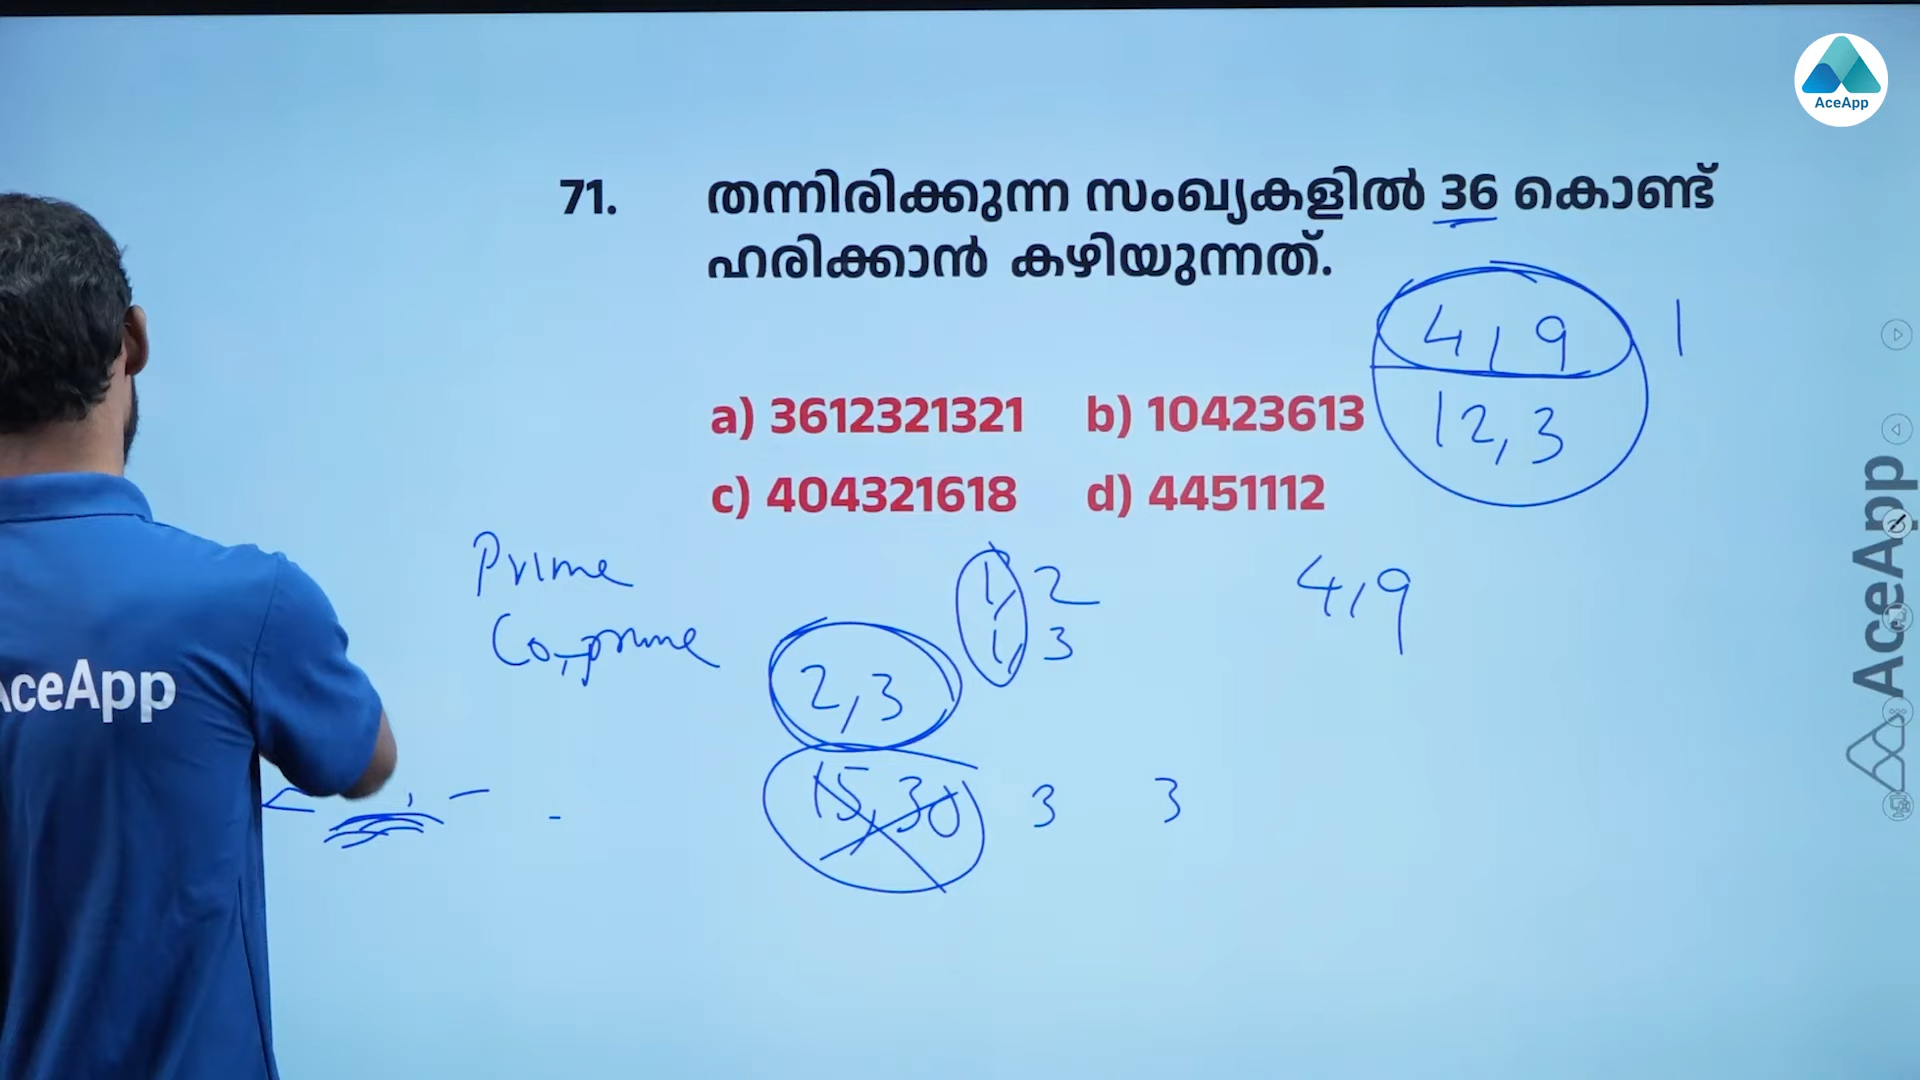 AceApp
71. തന്നിരിക്കുന്ന സംഖ്യകളിൽ 36 കൊണ്ട്
ഹരിക്കാൻ കഴിയുന്നത്.
4, 9 1
12, 3
a) 3612321321 b) 10423613
c) 404321618 d) 4451112
Prime 1, 2 4, 9
Co-prime 1, 3
2, 3
15, 30 3 3
AceApp
AceApp